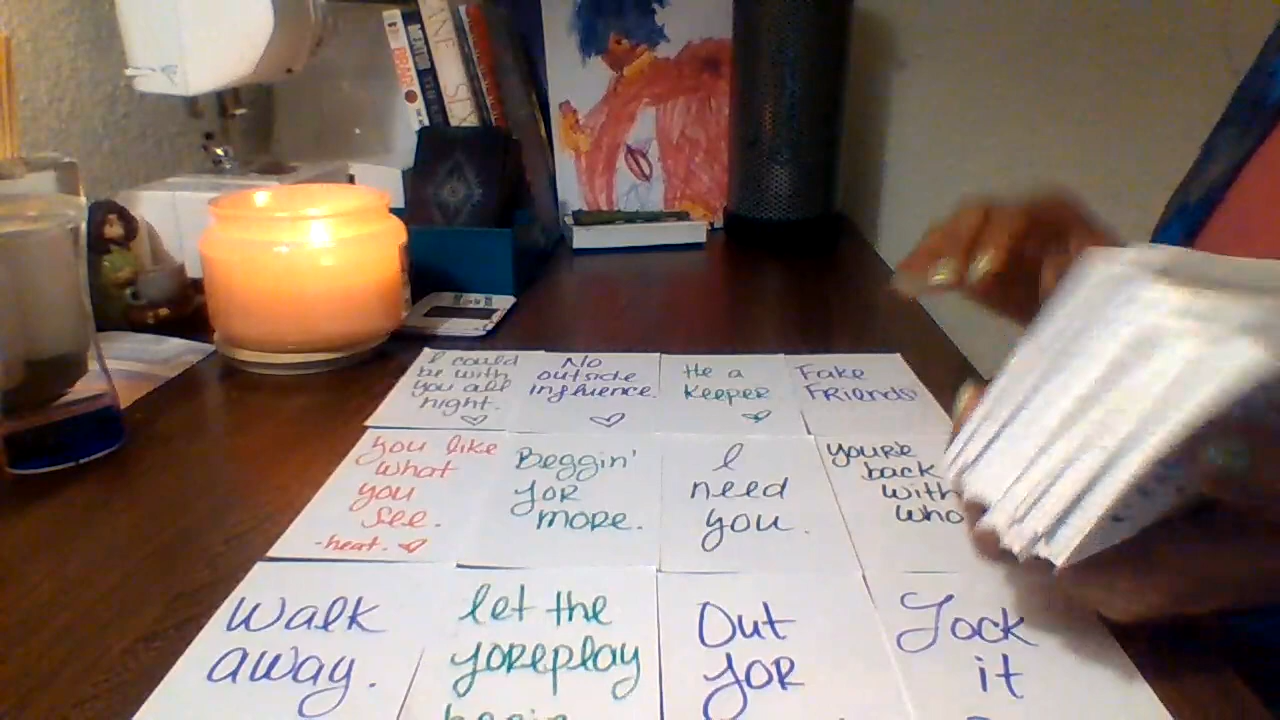 I could
be with
you all
night.
No
outside
influence.
He a
Keeper
Fake
Friends
you like
what
you
see.
-heat.
Beggin'
for
more.
I
need
you.
you're
back
with
who
Walk
away.
let the
foreplay
begin
Out
for
it